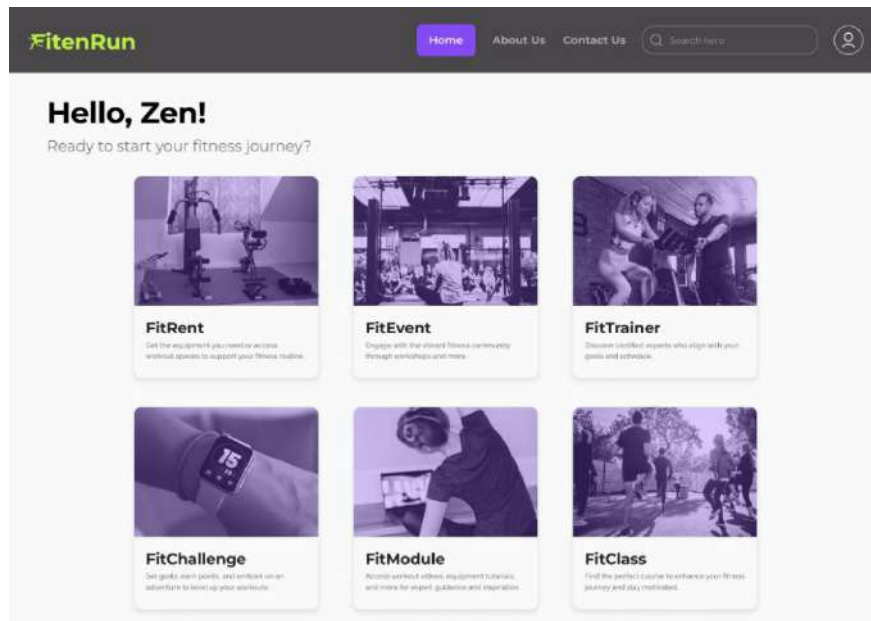 FitenRun
Home
About Us
Contact Us
Search here
Hello, Zen!
Ready to start your fitness journey?
FitRent
Get the equipment you need or access
workout spaces to support your fitness routine.
FitEvent
Engage with the vibrant fitness community
through workshops and more.
FitTrainer
Discover certified experts who align with your
goals and schedule.
15
FitChallenge
Set goals, earn points, and embark on an
adventure to level up your workouts.
FitModule
Access workout videos, equipment tutorials,
and more for expert guidance and inspiration.
FitClass
Find the perfect course to enhance your fitness
journey and stay motivated.